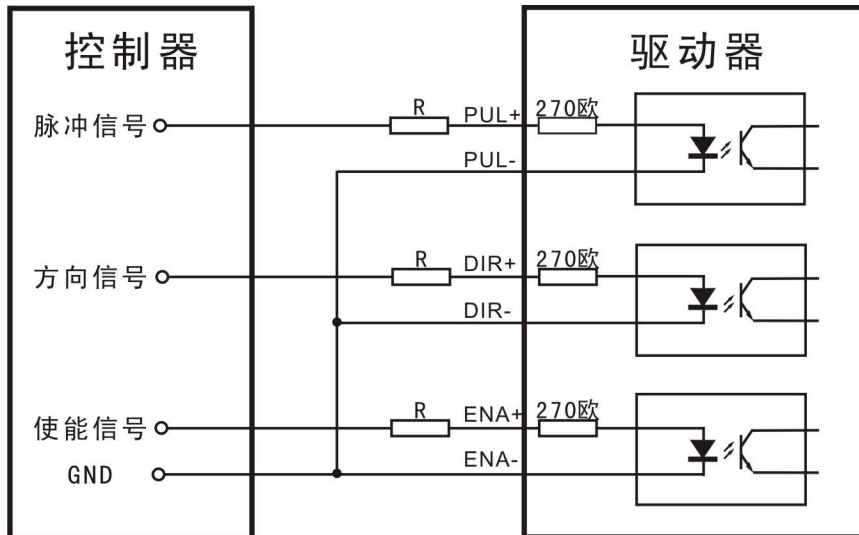 控制器
驱动器
脉冲信号
R
PUL+
270欧
PUL-
方向信号
R
DIR+
270欧
DIR-
使能信号
R
ENA+
270欧
GND
ENA-